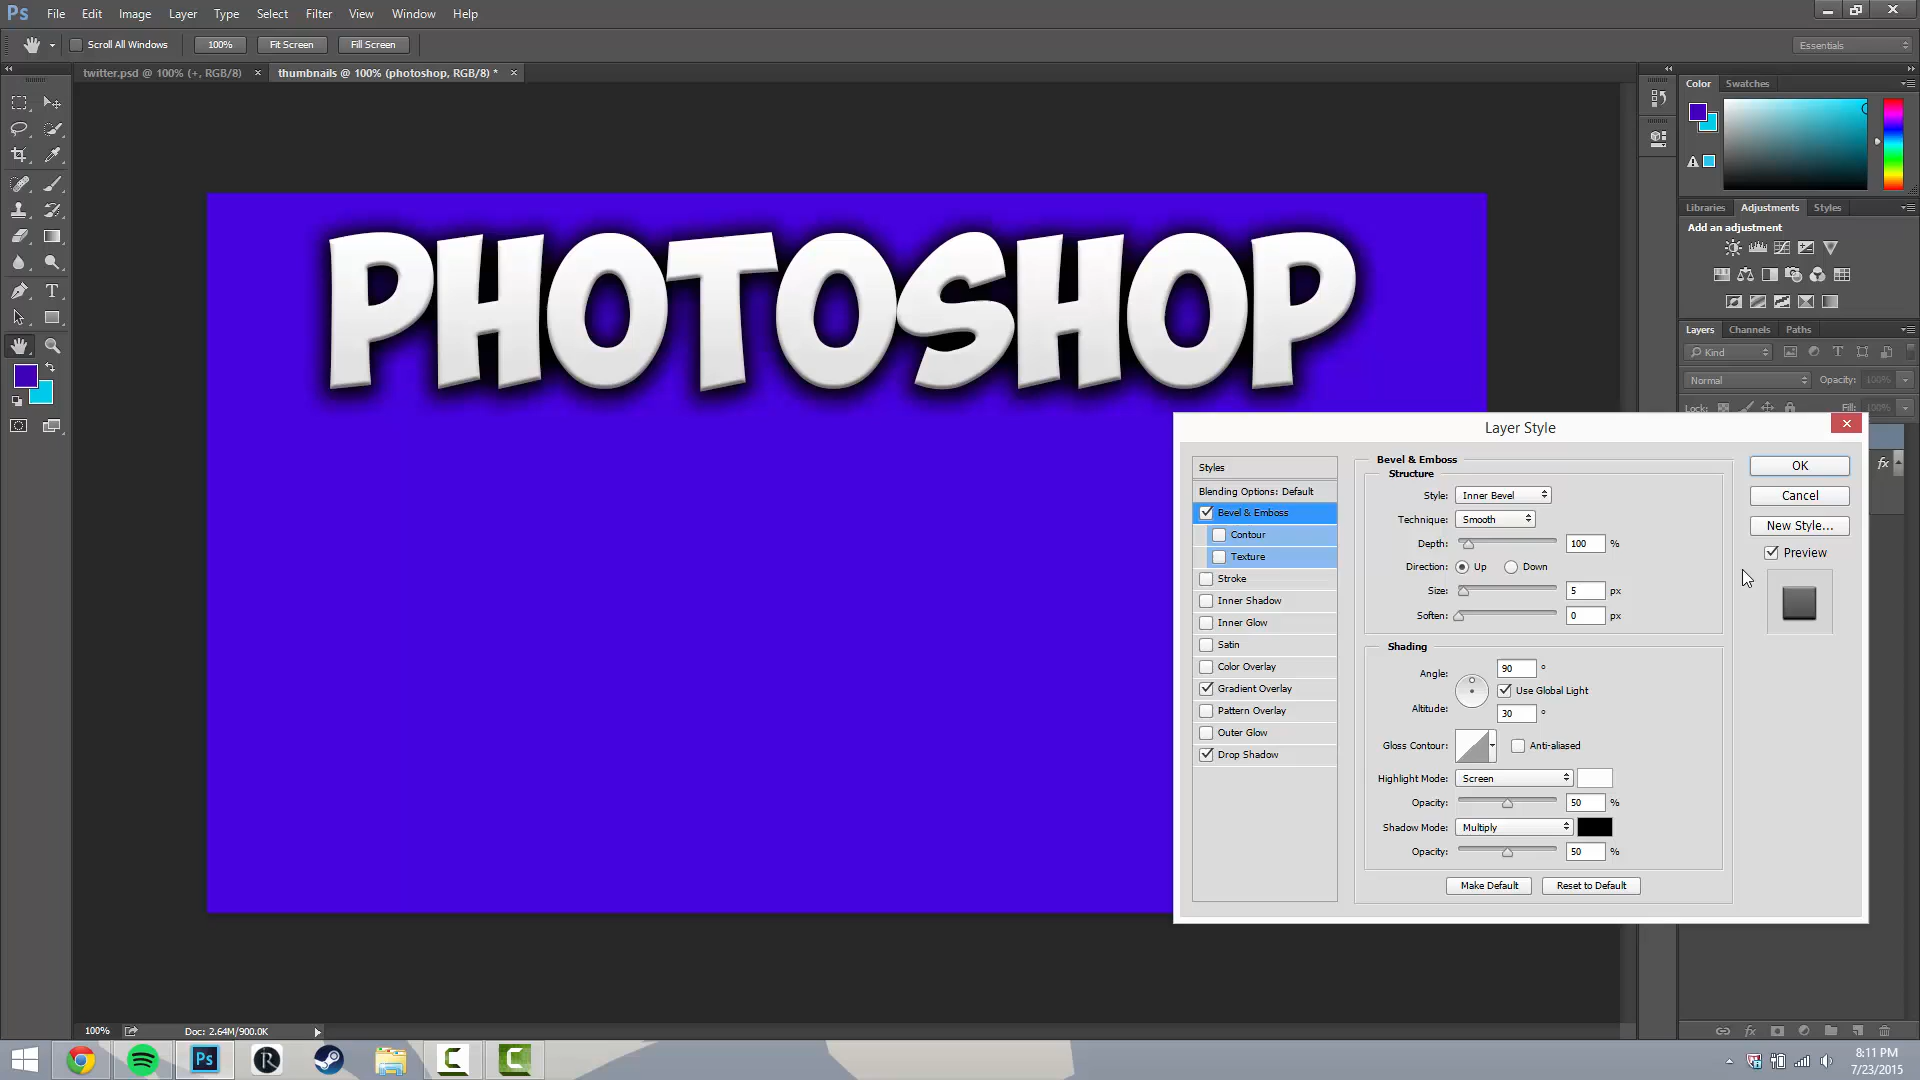 Ps File Edit Image Layer Type Select Filter View Window Help
Scroll All Windows 100% Fit Screen Fill Screen Essentials
twitter.psd @ 100% (+, RGB/8) × thumbnails @ 100% (photoshop, RGB/8) * ×
Color Swatches
Libraries Adjustments Styles
Add an adjustment
Layers Channels Paths
Kind
Normal Opacity: 100%
Lock: Fill: 100%
fx
PHOTOSHOP
Layer Style
Styles
Blending Options: Default
Bevel & Emboss
Contour
Texture
Stroke
Inner Shadow
Inner Glow
Satin
Color Overlay
Gradient Overlay
Pattern Overlay
Outer Glow
Drop Shadow
Bevel & Emboss
Structure
Style: Inner Bevel
Technique: Smooth
Depth: 100 %
Direction: Up Down
Size: 5 px
Soften: 0 px
Shading
Angle: 90 °
Use Global Light
Altitude: 30 °
Gloss Contour: Anti-aliased
Highlight Mode: Screen
Opacity: 50 %
Shadow Mode: Multiply
Opacity: 50 %
Make Default Reset to Default
OK
Cancel
New Style...
Preview
100% Doc: 2.64M/900.0K
fx
Ps R C C
8:11 PM
7/23/2015